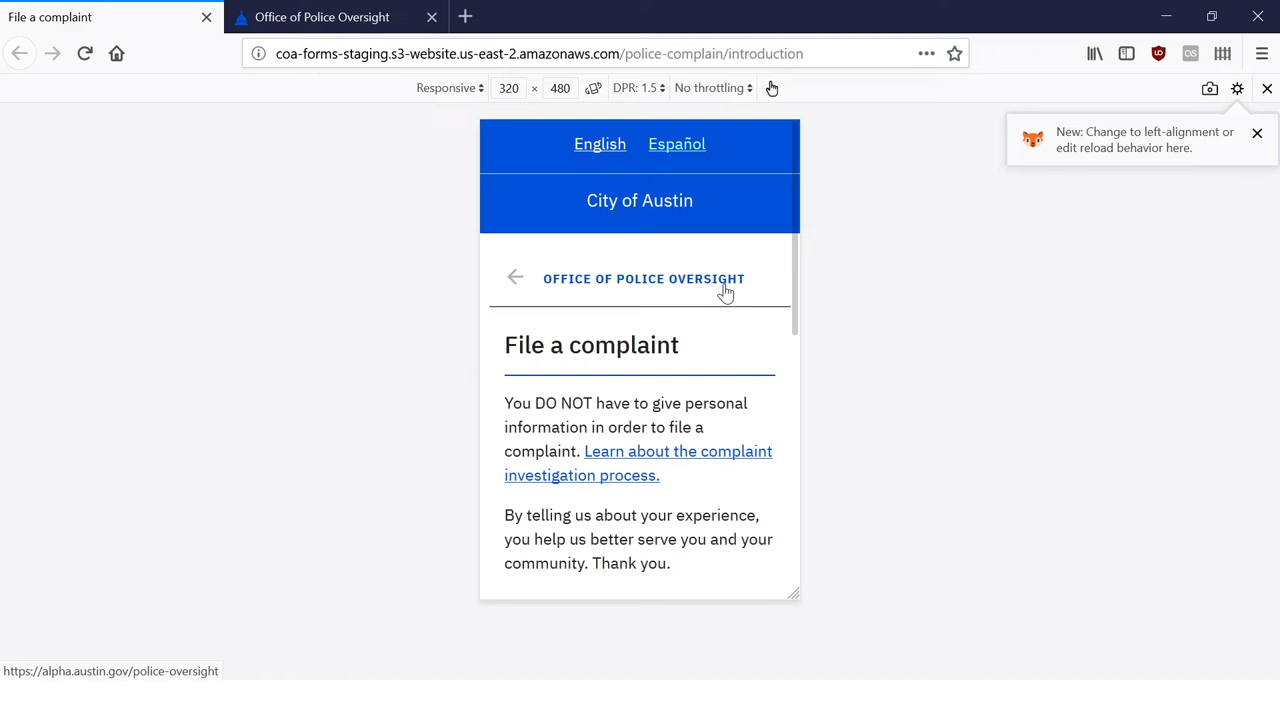 File a complaint
Office of Police Oversight
coa-forms-staging.s3-website.us-east-2.amazonaws.com/police-complain/introduction
Responsive 320 × 480 DPR: 1.5 No throttling
New: Change to left-alignment or
edit reload behavior here.
English Español
City of Austin
OFFICE OF POLICE OVERSIGHT
File a complaint
You DO NOT have to give personal
information in order to file a
complaint. Learn about the complaint
investigation process.
By telling us about your experience,
you help us better serve you and your
community. Thank you.
https://alpha.austin.gov/police-oversight